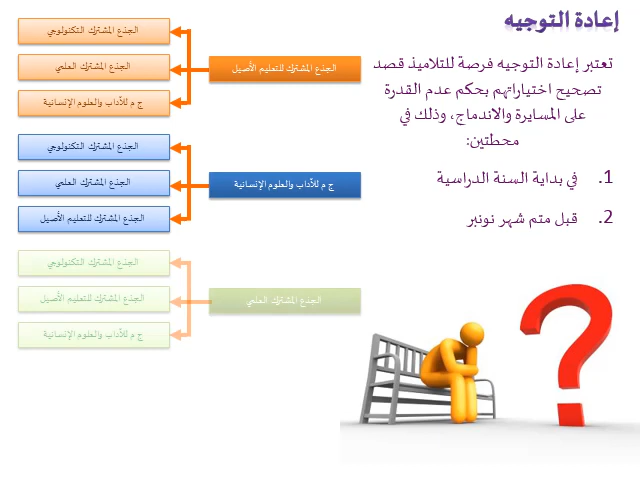 إعادة التوجيه
تعتبر إعادة التوجيه فرصة للتلاميذ قصد
تصحيح اختياراتهم بحكم عدم القدرة
على المسايرة والاندماج، وذلك في
محطتين:
1. في بداية السنة الدراسية
2. قبل متم شهر نونبر
الجذع المشترك للتعليم الأصيل
الجذع المشترك التكنولوجي
الجذع المشترك العلمي
ج م للآداب والعلوم الإنسانية
ج م للآداب والعلوم الإنسانية
الجذع المشترك التكنولوجي
الجذع المشترك العلمي
الجذع المشترك للتعليم الأصيل
الجذع المشترك العلمي
الجذع المشترك التكنولوجي
الجذع المشترك للتعليم الأصيل
ج م للآداب والعلوم الإنسانية